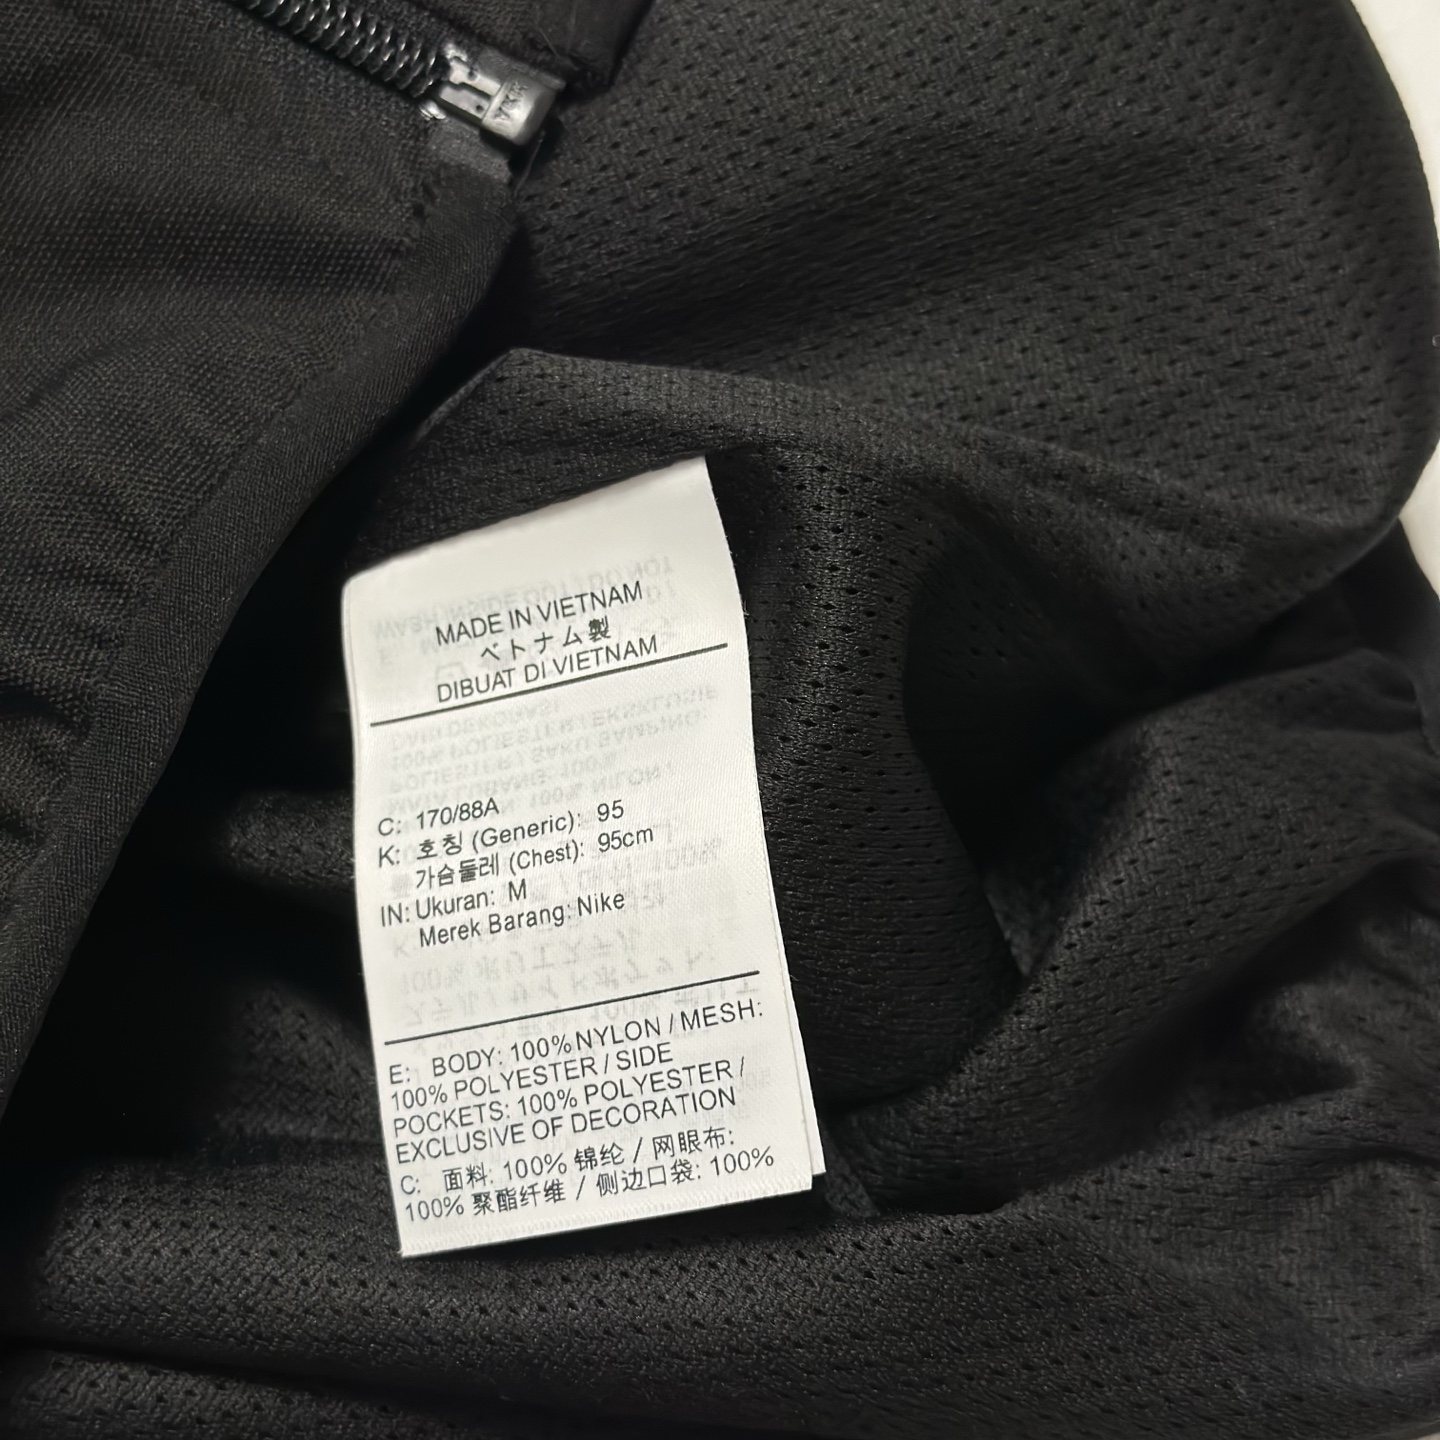 YKK
MADE IN VIETNAM
ベトナム製
DIBUAT DI VIETNAM
C: 170/88A
K: 호칭 (Generic): 95
가슴둘레 (Chest): 95cm
IN: Ukuran: M
Merek Barang: Nike
E: BODY: 100% NYLON / MESH:
100% POLYESTER / SIDE
POCKETS: 100% POLYESTER /
EXCLUSIVE OF DECORATION
C: 面料: 100% 锦纶 / 网眼布:
100% 聚酯纤维 / 侧边口袋: 100%